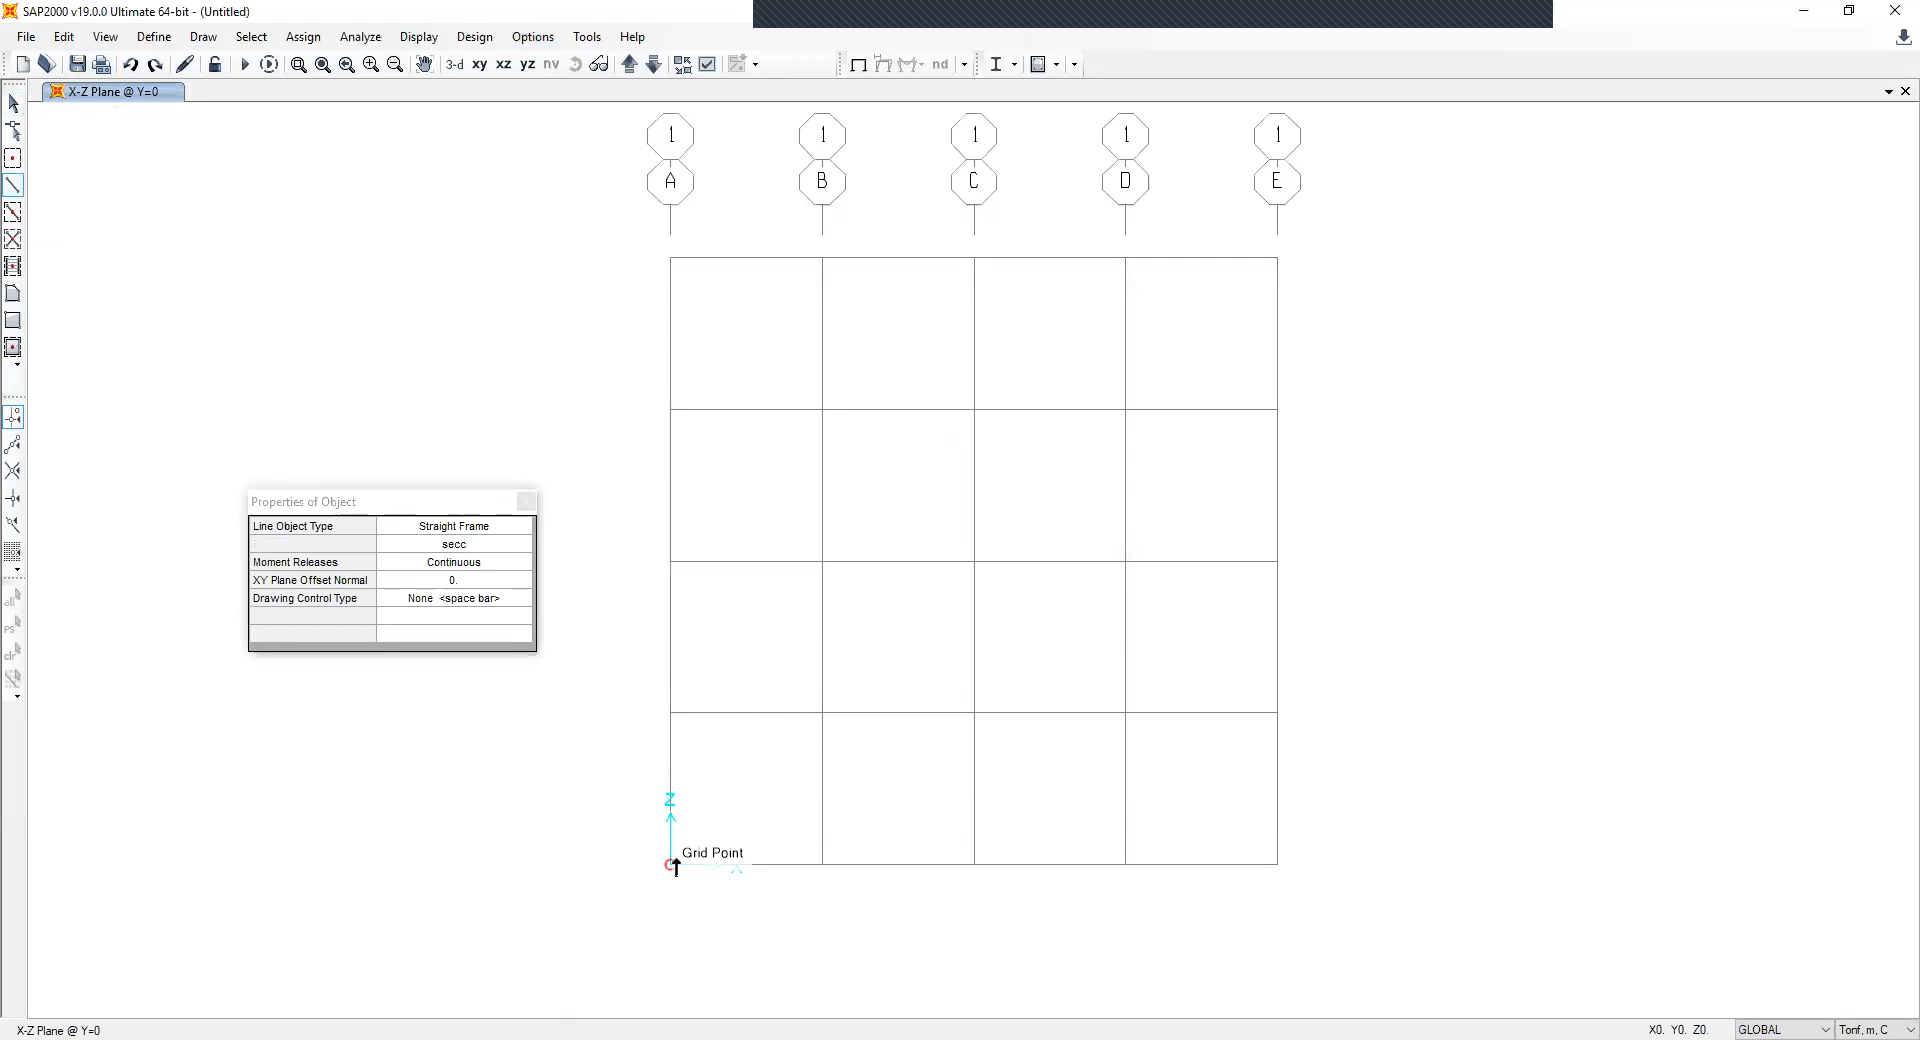 SAP2000 v19.0.0 Ultimate 64-bit - (Untitled)
File Edit View Define Draw Select Assign Analyze Display Design Options Tools Help
3-d xy xz yz nv nd
X-Z Plane @ Y=0
1 1 1 1 1
A B C D E
Properties of Object
Line Object Type Straight Frame
secc
Moment Releases Continuous
XY Plane Offset Normal 0.
Drawing Control Type None <space bar>
all
ps
clr
Z
Grid Point
X-Z Plane @ Y=0
X0. Y0. Z0. GLOBAL Tonf, m, C